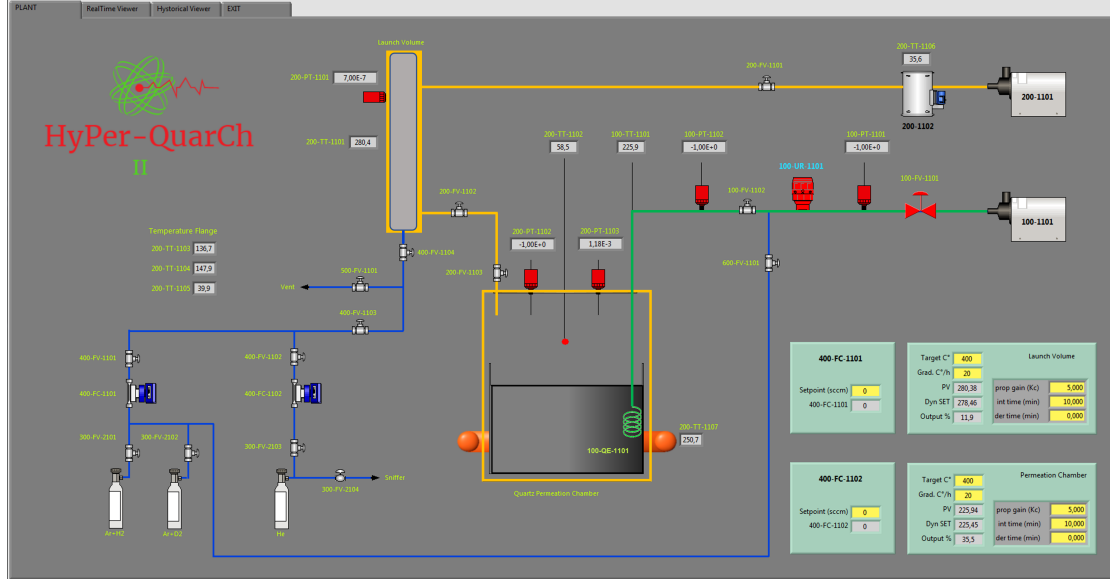 PLANT
RealTime Viewer
Hystorical Viewer
EXIT
HyPer-QuarCh
II
Launch Volume
200-PT-1101 7,00E-7
200-TT-1101 280,4
200-FV-1101
200-TT-1106
35,6
200-1102
200-1101
200-TT-1102
58,5
100-TT-1101
225,9
100-PT-1102
-1,00E+0
100-PT-1101
-1,00E+0
100-UR-1101
100-FV-1101
100-FV-1102
100-1101
200-FV-1102
200-PT-1102
-1,00E+0
200-PT-1103
1,18E-3
200-FV-1103
600-FV-1101
Temperature Flange
200-TT-1103 136,7
200-TT-1104 147,9
200-TT-1105 39,9
400-FV-1104
500-FV-1101
Vent
400-FV-1103
400-FV-1101
400-FV-1102
400-FC-1101
400-FC-1102
300-FV-2101
300-FV-2102
300-FV-2103
300-FV-2104
Sniffer
Ar+H2
Ar+D2
He
100-QE-1101
200-TT-1107
250,7
Quartz Permeation Chamber
400-FC-1101
Setpoint (sccm) 0
400-FC-1101 0
Target C° 400
Launch Volume
Grad. C°/h 20
PV 280,38
Dyn SET 278,46
Output % 11,9
prop gain (Kc) 5,000
int time (min) 10,000
der time (min) 0,000
400-FC-1102
Setpoint (sccm) 0
400-FC-1102 0
Target C° 400
Permeation Chamber
Grad. C°/h 20
PV 225,94
Dyn SET 225,45
Output % 35,5
prop gain (Kc) 5,000
int time (min) 10,000
der time (min) 0,000